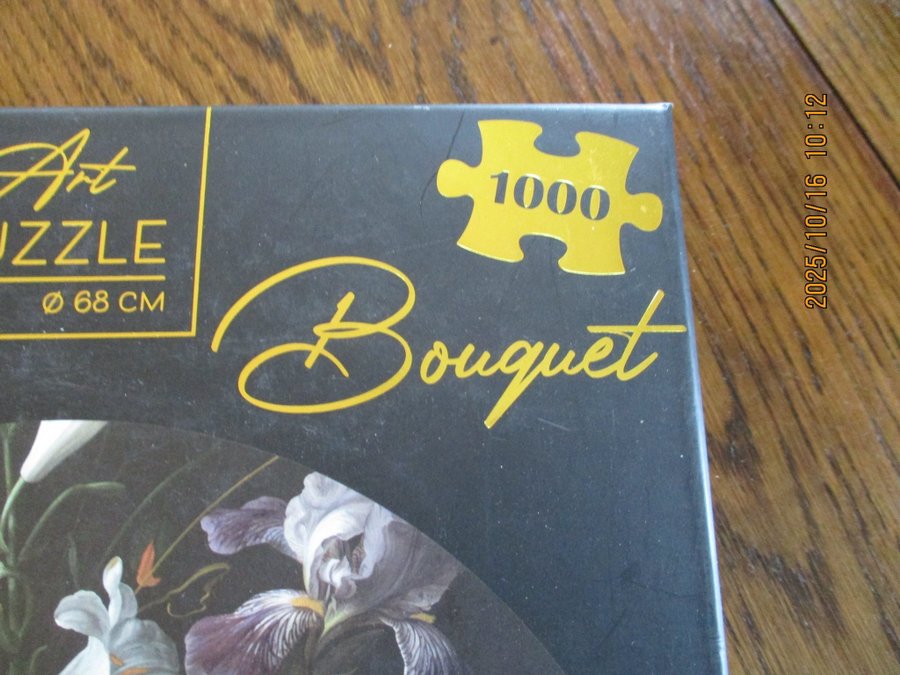 Art
UZZLE
Ø 68 CM
1000
Bouquet
2025/10/16 10:12